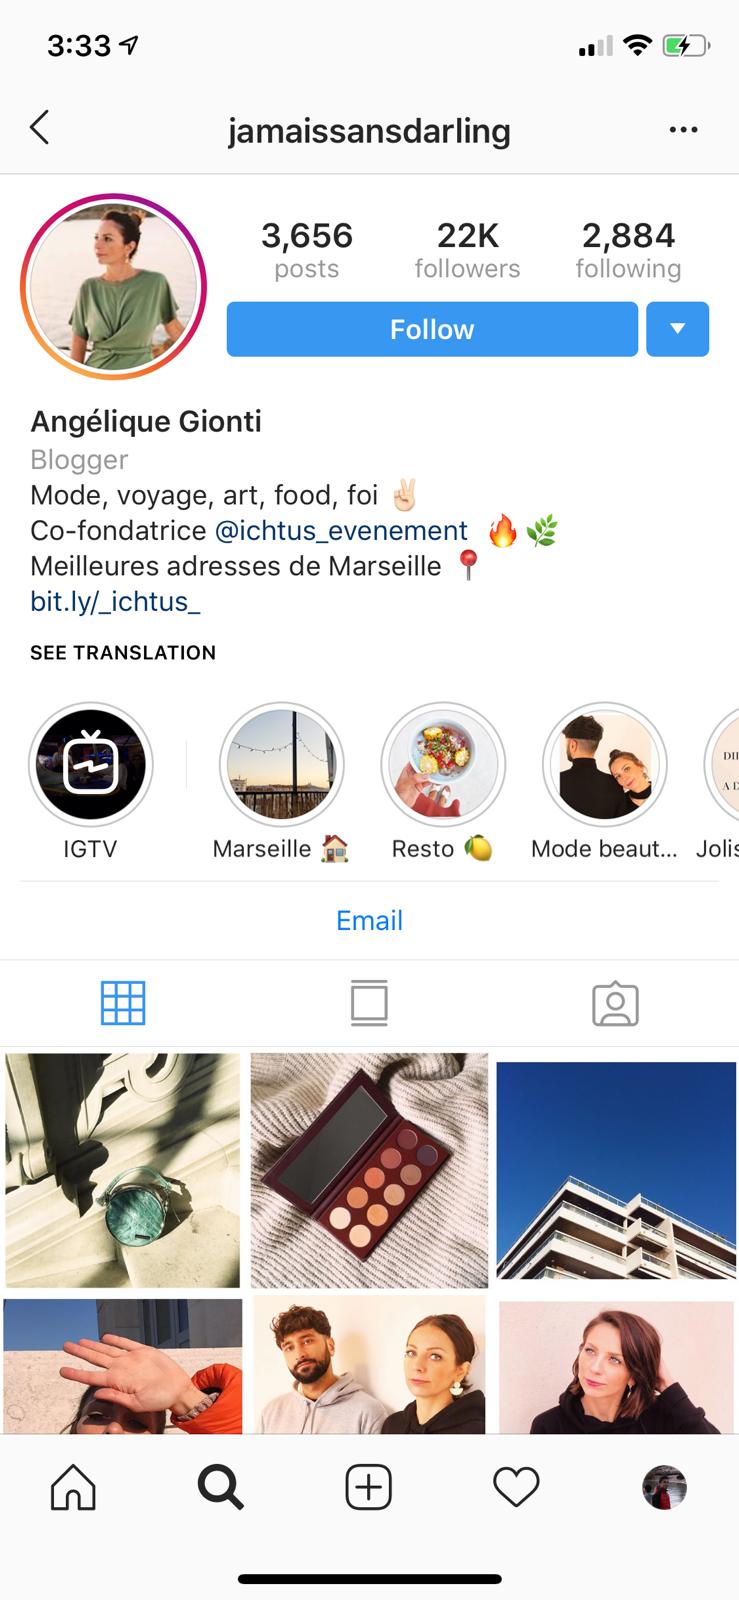 3:33
jamaissansdarling
3,656 22K 2,884
posts followers following
Follow
Angélique Gionti
Blogger
Mode, voyage, art, food, foi ✌🏻
Co-fondatrice @ichtus_evenement 🔥 🌿
Meilleures adresses de Marseille 📍
bit.ly/_ichtus_
SEE TRANSLATION
IGTV Marseille 🏠 Resto 🍋 Mode beaut... Jolis
Email